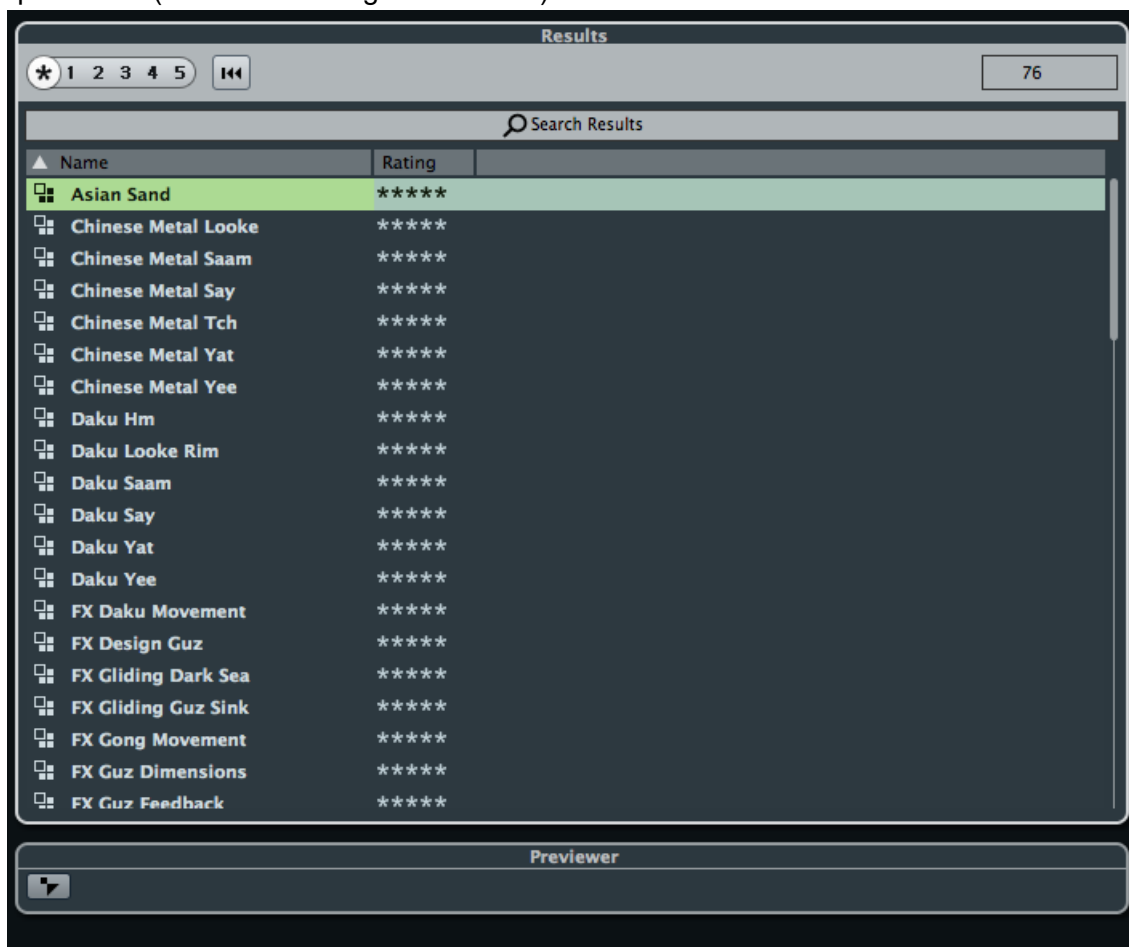 Results
* 1 2 3 4 5 76
Search Results
Name Rating
Asian Sand *****
Chinese Metal Looke *****
Chinese Metal Saam *****
Chinese Metal Say *****
Chinese Metal Tch *****
Chinese Metal Yat *****
Chinese Metal Yee *****
Daku Hm *****
Daku Looke Rim *****
Daku Saam *****
Daku Say *****
Daku Yat *****
Daku Yee *****
FX Daku Movement *****
FX Design Guz *****
FX Gliding Dark Sea *****
FX Gliding Guz Sink *****
FX Gong Movement *****
FX Guz Dimensions *****
FX Guz Feedback *****
Previewer